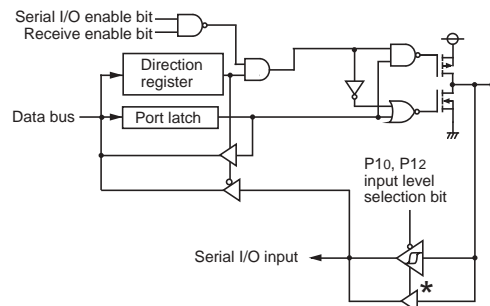 Serial I/O enable bit
Receive enable bit
Direction
register
Data bus
Port latch
P10, P12
input level
selection bit
Serial I/O input
*